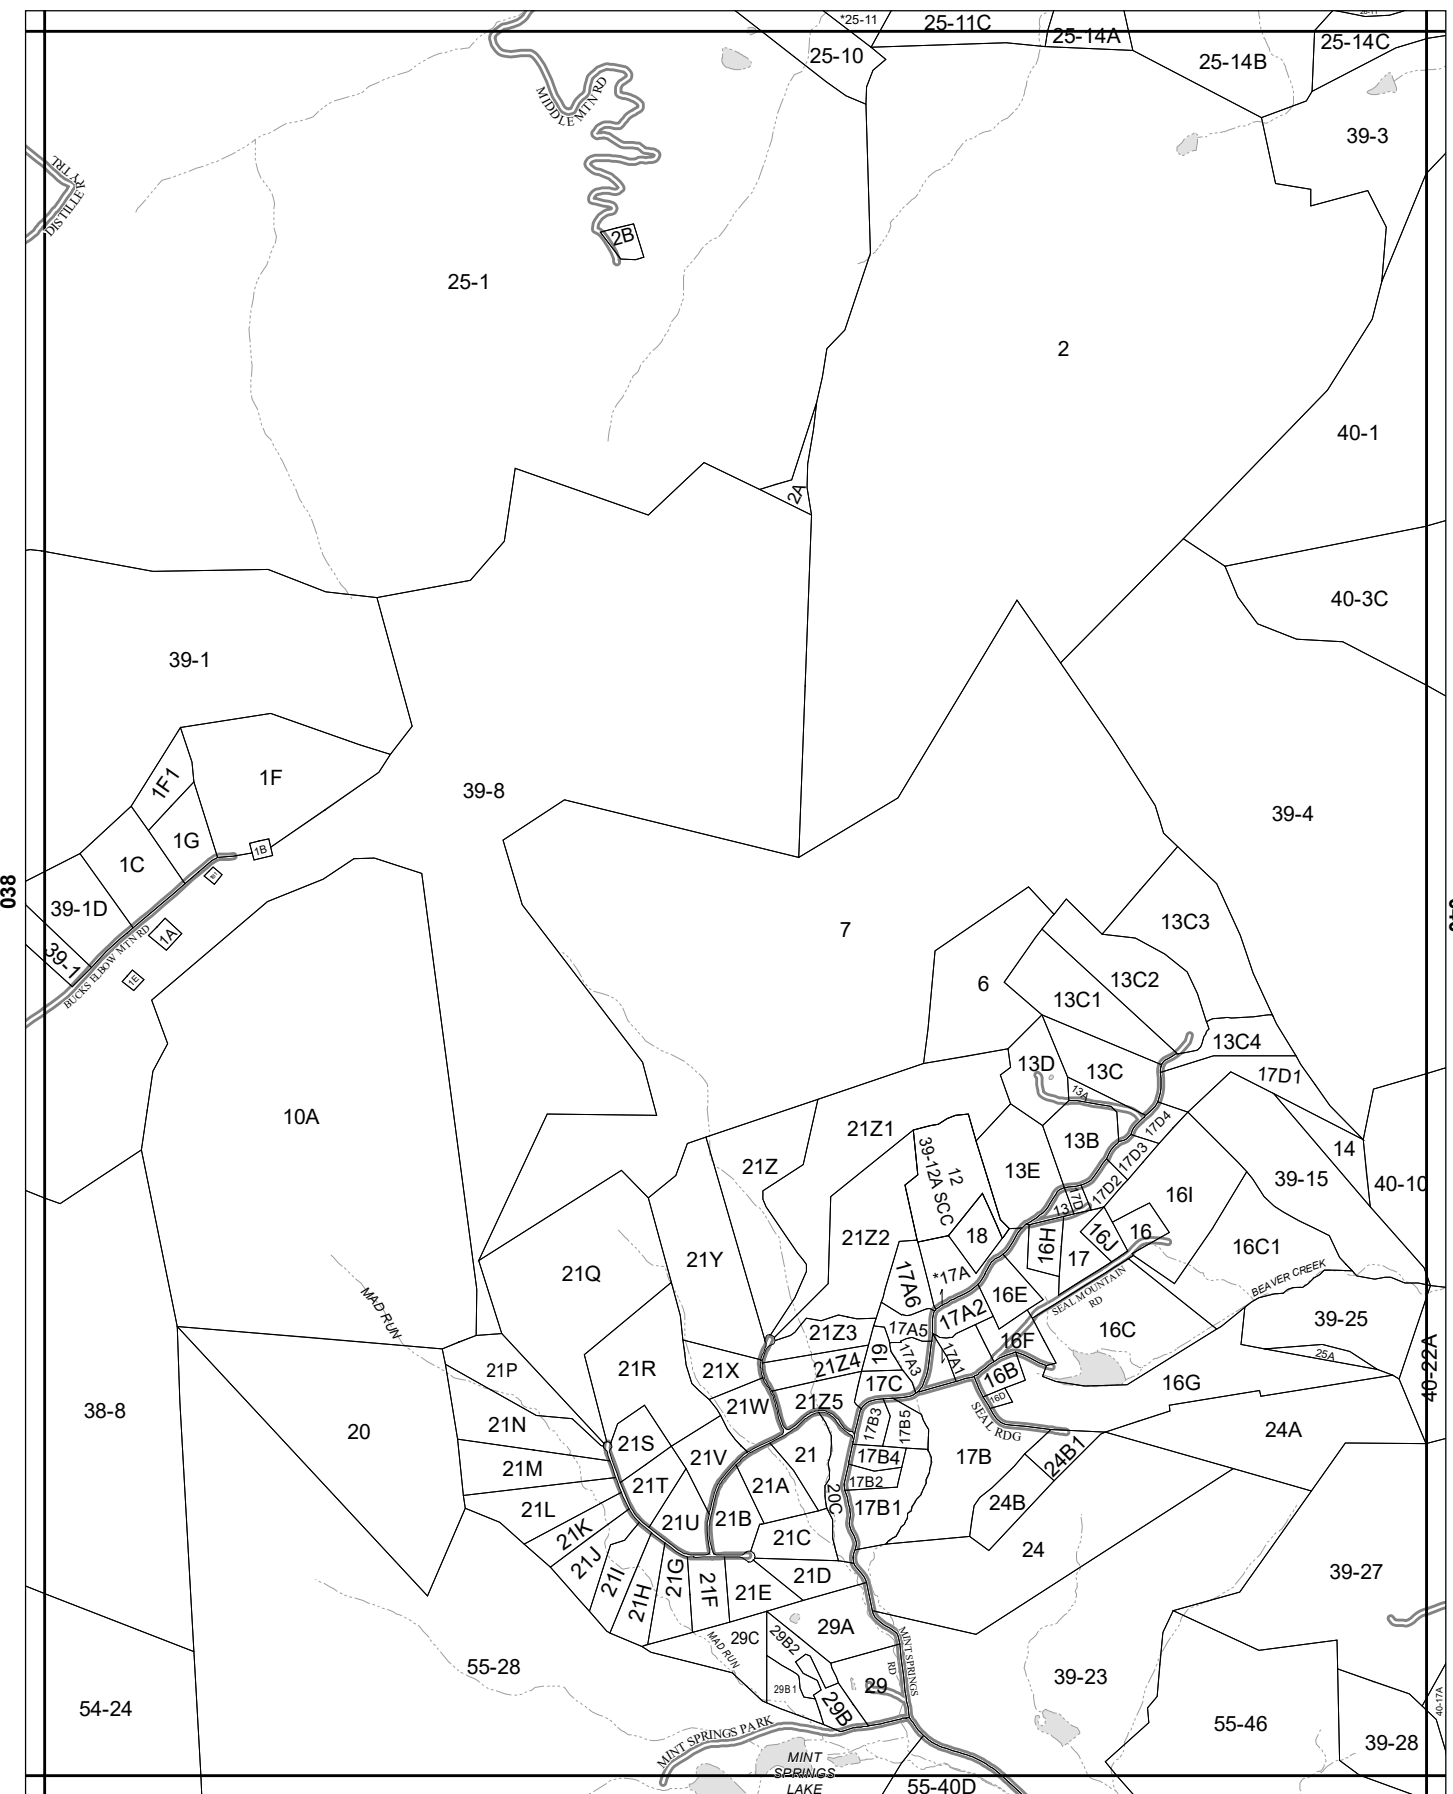 *25-11
25-11C
25-14A
25-14C
25-10
25-14B
MIDDLE MTN RD
39-3
DISTILLERY TRL
2B
25-1
2
40-1
2A
40-3C
39-1
1F1
1F
39-8
39-4
1G
1B
1C
038
39-1D
1A
39-1
1E
BUCKS ELBOW MTN RD
7
13C3
6
13C2
13C1
13C4
13D
13C
17D1
13A
10A
21Z1
13B
17D4
14
21Z
39-12A SCC
12
13E
17D3
39-15
40-10
17D2
17D
16I
13
21Z2
18
16H
16J
16
17
16C1
21Y
21Q
17A6
*17A
16E
SEAL MOUNTAIN RD
BEAVER CREEK
MAD RUN
17A2
21Z3
17A5
16F
16C
39-25
25A
21P
21R
21X
21Z4
19
17A3
17A1
16B
16D
16G
40-22A
17C
21W
21Z5
38-8
20
21N
21S
17B3
17B5
SEAL RDG
24A
21V
21
17B4
17B
24B1
21M
21T
21A
17B2
20C
21L
17B1
24B
21K
21U
21B
21C
24
21J
21I
21H
21G
21F
21E
21D
39-27
29A
29C
29B2
MAD RUN
MINT SPRINGS RD
55-28
39-23
29B1
29B
29
54-24
55-46
40-17A
MINT SPRINGS PARK
39-28
MINT
SPRINGS
LAKE
55-40D